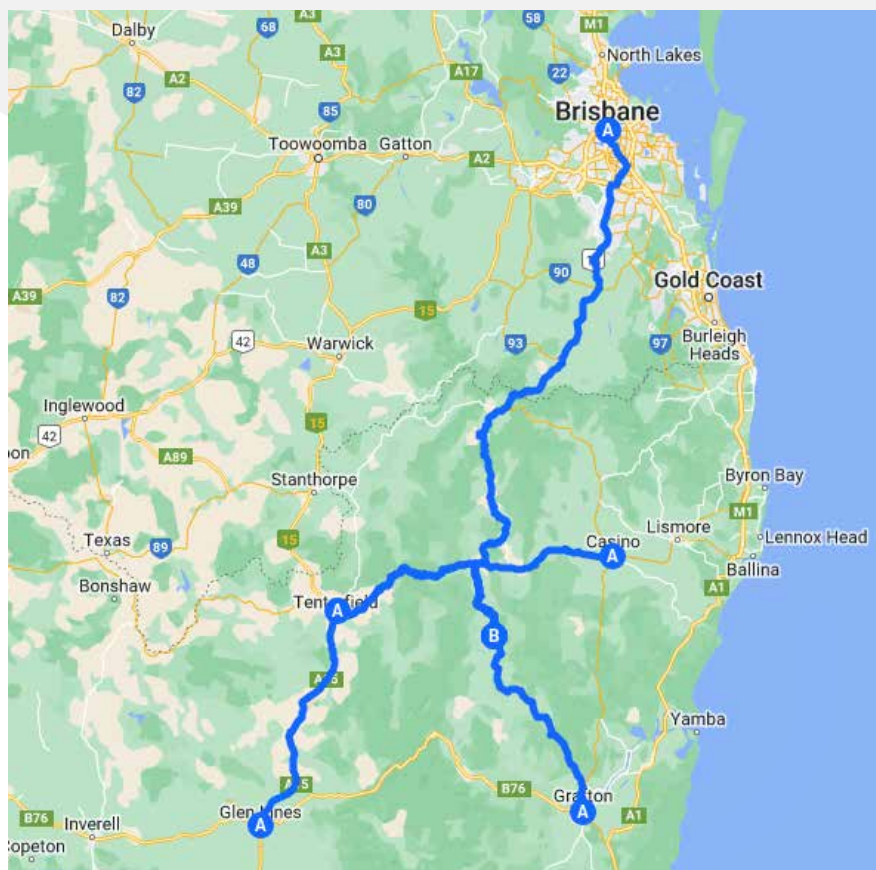 A3
58
M1
Dalby
68
North Lakes
A3
A17
22
A2
82
85
Brisbane
A
Toowoomba
Gatton
A2
A39
80
A3
48
90
A39
82
Gold Coast
15
42
93
97
Burleigh
Heads
Warwick
Inglewood
15
42
A89
Stanthorpe
Byron Bay
15
M1
Texas
89
Casino
Lismore
Lennox Head
A
Ballina
Bonshaw
A1
A
B
Yamba
B76
Grafton
A
A1
B76
Inverell
Glen Innes
A
Copeton